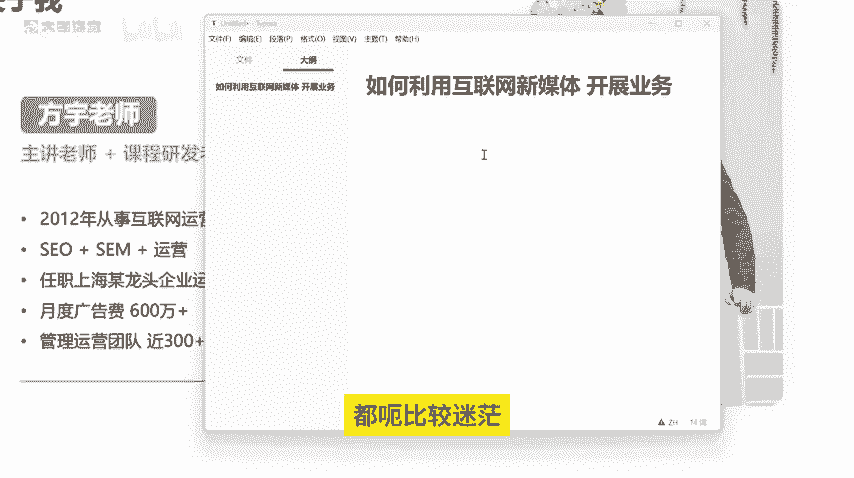 关于我
方宇老师
主讲老师 + 课程研发
2012年从事互联网运营
SEO + SEM + 运营
任职上海某龙头企业运
月度广告费 600万+
管理运营团队 近300+
文件(F) 编辑(E) 段落(P) 格式(O) 视图(V) 主题(T) 帮助(H)
文件 大纲
如何利用互联网新媒体 开展业务
如何利用互联网新媒体 开展业务
都呃比较迷茫